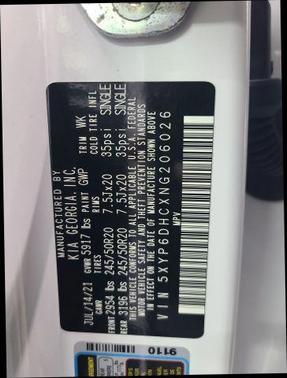 MANUFACTURED BY
KIA GEORGIA, INC.
JUL/14/21 GVWR 5917 lbs PAINT GWP TRIM WK
GAWR TIRES RIMS COLD TIRE INFL
FRONT 2954 lbs 245/50R20 7.5Jx20 35psi SINGLE
REAR 3196 lbs 245/50R20 7.5Jx20 35psi SINGLE
THIS VEHICLE CONFORMS TO ALL APPLICABLE U.S.A. FEDERAL
MOTOR VEHICLE SAFETY AND THEFT PREVENTION STANDARDS
IN EFFECT ON THE DATE OF MANUFACTURE SHOWN ABOVE
VIN 5XYP6DHCXNG206026
MPV
9110